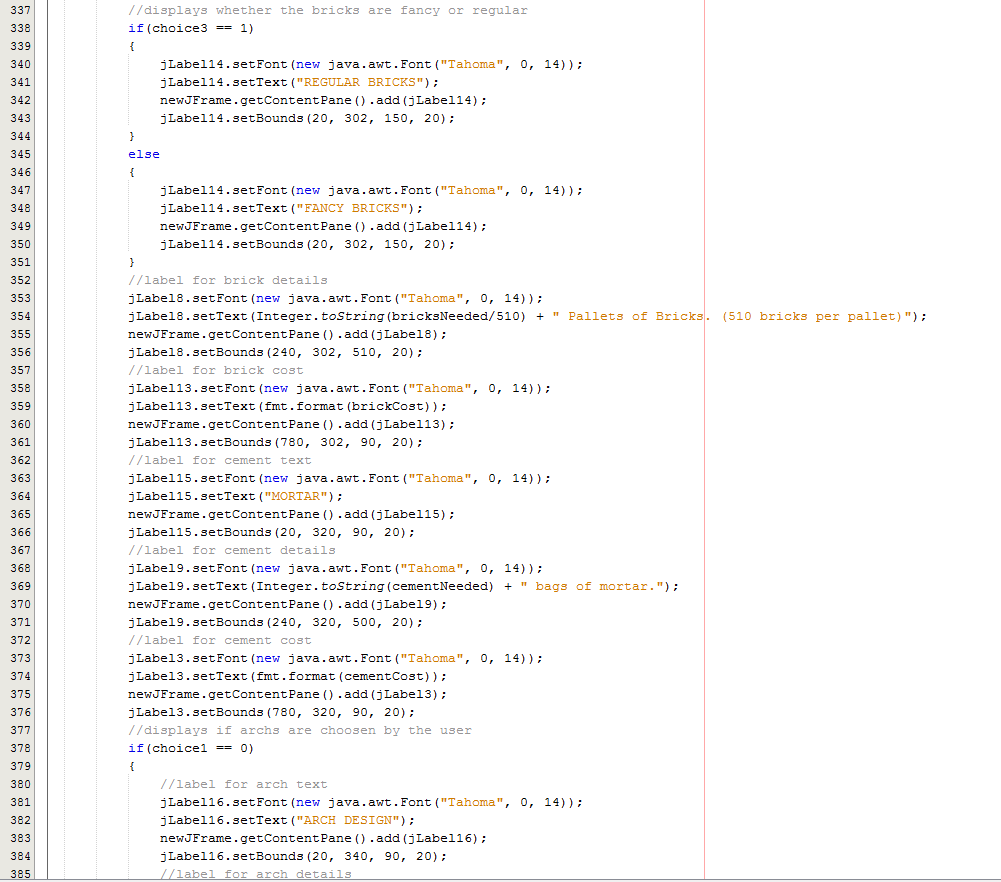 337 //displays whether the bricks are fancy or regular
338 if(choice3 == 1)
339 {
340 jLabel14.setFont(new java.awt.Font("Tahoma", 0, 14));
341 jLabel14.setText("REGULAR BRICKS");
342 newJFrame.getContentPane().add(jLabel14);
343 jLabel14.setBounds(20, 302, 150, 20);
344 }
345 else
346 {
347 jLabel14.setFont(new java.awt.Font("Tahoma", 0, 14));
348 jLabel14.setText("FANCY BRICKS");
349 newJFrame.getContentPane().add(jLabel14);
350 jLabel14.setBounds(20, 302, 150, 20);
351 }
352 //label for brick details
353 jLabel8.setFont(new java.awt.Font("Tahoma", 0, 14));
354 jLabel8.setText(Integer.toString(bricksNeeded/510) + " Pallets of Bricks. (510 bricks per pallet)");
355 newJFrame.getContentPane().add(jLabel8);
356 jLabel8.setBounds(240, 302, 510, 20);
357 //label for brick cost
358 jLabel13.setFont(new java.awt.Font("Tahoma", 0, 14));
359 jLabel13.setText(fmt.format(brickCost));
360 newJFrame.getContentPane().add(jLabel13);
361 jLabel13.setBounds(780, 302, 90, 20);
362 //label for cement text
363 jLabel15.setFont(new java.awt.Font("Tahoma", 0, 14));
364 jLabel15.setText("MORTAR");
365 newJFrame.getContentPane().add(jLabel15);
366 jLabel15.setBounds(20, 320, 90, 20);
367 //label for cement details
368 jLabel9.setFont(new java.awt.Font("Tahoma", 0, 14));
369 jLabel9.setText(Integer.toString(cementNeeded) + " bags of mortar.");
370 newJFrame.getContentPane().add(jLabel9);
371 jLabel9.setBounds(240, 320, 500, 20);
372 //label for cement cost
373 jLabel3.setFont(new java.awt.Font("Tahoma", 0, 14));
374 jLabel3.setText(fmt.format(cementCost));
375 newJFrame.getContentPane().add(jLabel3);
376 jLabel3.setBounds(780, 320, 90, 20);
377 //displays if archs are choosen by the user
378 if(choice1 == 0)
379 {
380 //label for arch text
381 jLabel16.setFont(new java.awt.Font("Tahoma", 0, 14));
382 jLabel16.setText("ARCH DESIGN");
383 newJFrame.getContentPane().add(jLabel16);
384 jLabel16.setBounds(20, 340, 90, 20);
385 //label for arch details